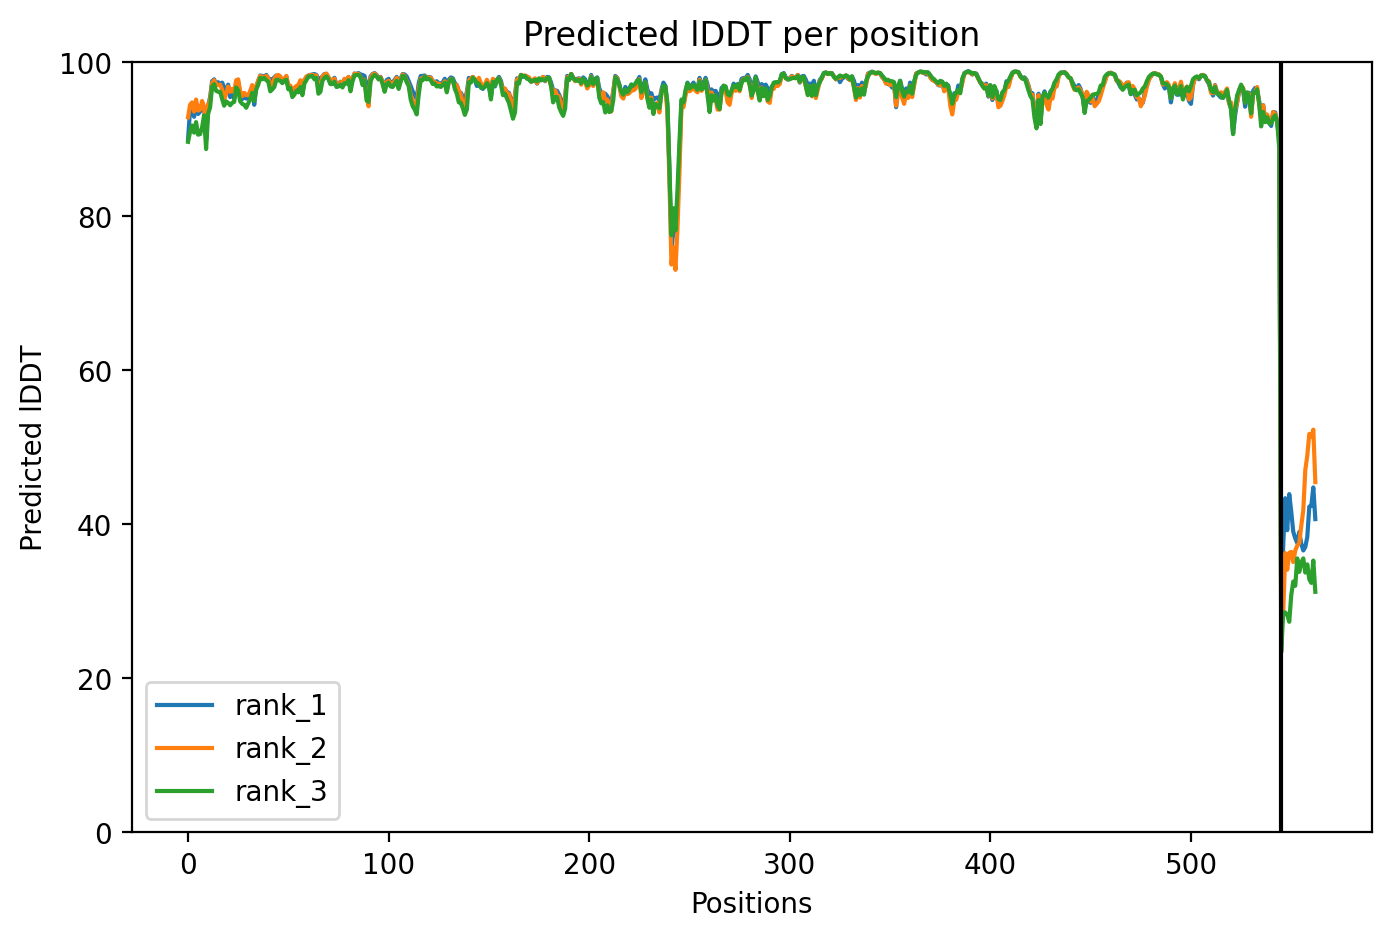 Predicted lDDT per position
100
80
60
40
20
0
Predicted lDDT
rank_1
rank_2
rank_3
0 100 200 300 400 500
Positions